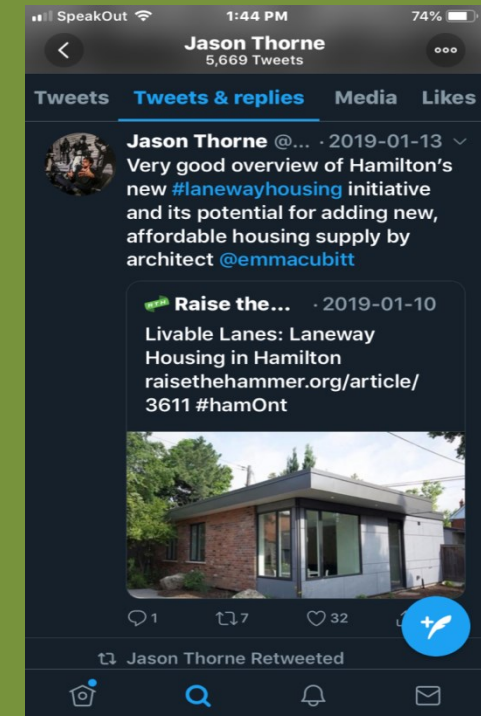 SpeakOut 1:44 PM 74%
Jason Thorne
5,669 Tweets
Tweets Tweets & replies Media Likes
Jason Thorne @... · 2019-01-13
Very good overview of Hamilton's
new #lanewayhousing initiative
and its potential for adding new,
affordable housing supply by
architect @emmacubitt
RTH Raise the... · 2019-01-10
Livable Lanes: Laneway
Housing in Hamilton
raisethehammer.org/article/
3611 #hamOnt
1 7 32
Jason Thorne Retweeted